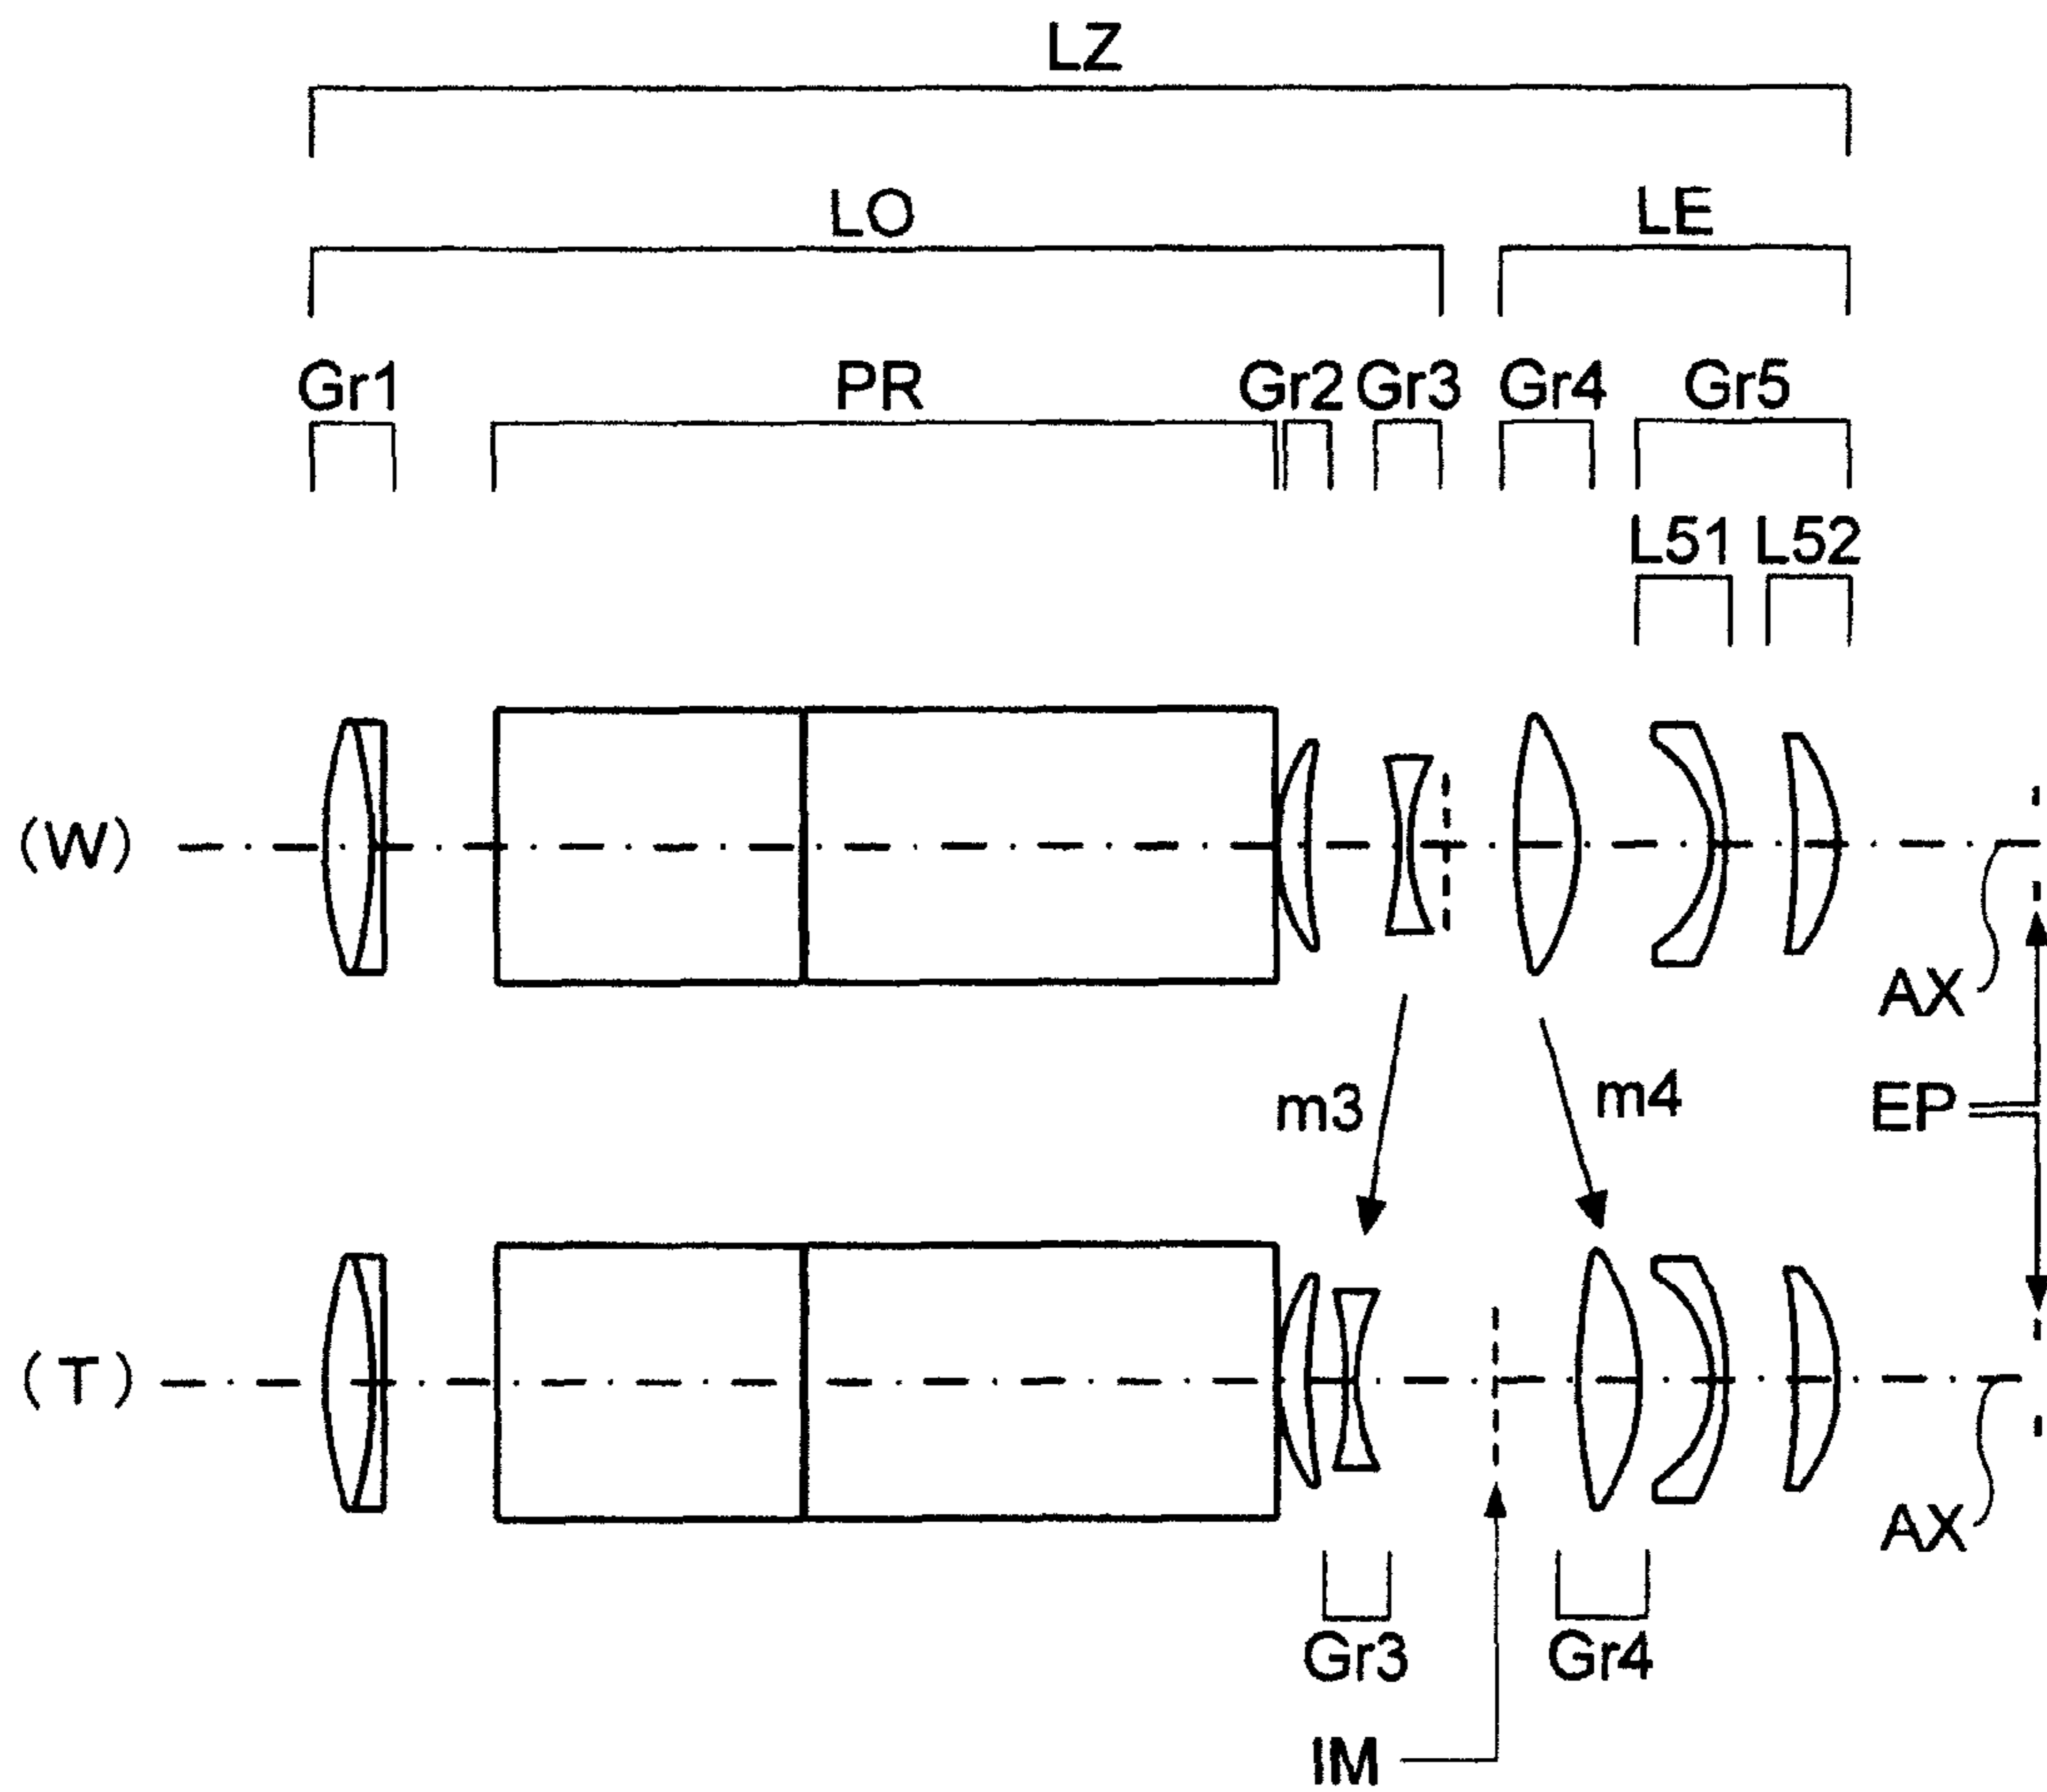 LZ
LO LE
Gr1 PR Gr2 Gr3 Gr4 Gr5
L51 L52
(W)
AX
m3 m4 EP
(T)
AX
Gr3 Gr4
IM